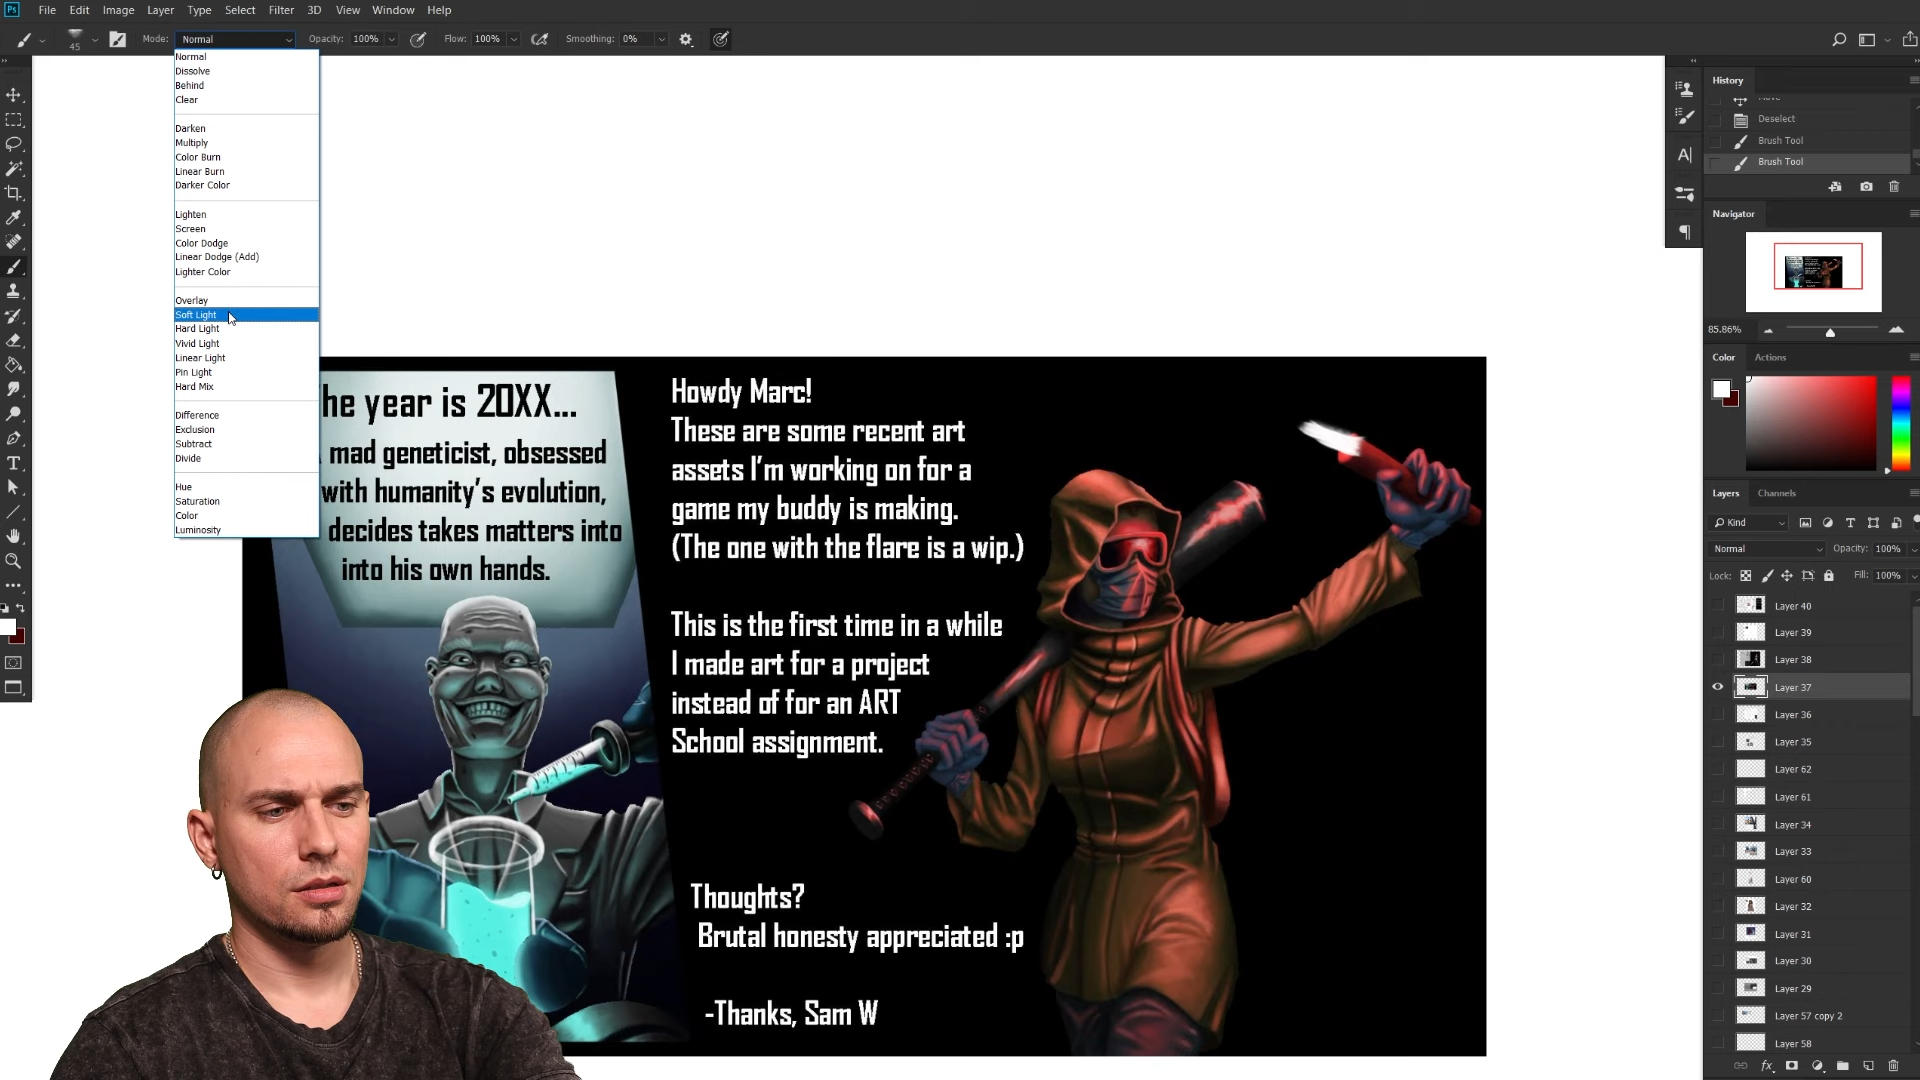 Ps File Edit Image Layer Type Select Filter 3D View Window Help
45 Mode: Normal Opacity: 100% Flow: 100% Smoothing: 0%
Normal
Dissolve
Behind
Clear
Darken
Multiply
Color Burn
Linear Burn
Darker Color
Lighten
Screen
Color Dodge
Linear Dodge (Add)
Lighter Color
Overlay
Soft Light
Hard Light
Vivid Light
Linear Light
Pin Light
Hard Mix
Difference
Exclusion
Subtract
Divide
Hue
Saturation
Color
Luminosity
he year is 20XX...
mad geneticist, obsessed
with humanity's evolution,
decides takes matters into
into his own hands.
Howdy Marc!
These are some recent art
assets I'm working on for a
game my buddy is making.
(The one with the flare is a wip.)
This is the first time in a while
I made art for a project
instead of for an ART
School assignment.
Thoughts?
Brutal honesty appreciated :p
-Thanks, Sam W
History
Move
Deselect
Brush Tool
Brush Tool
Navigator
85.86%
Color Actions
Layers Channels
Kind
Normal Opacity: 100%
Lock: Fill: 100%
Layer 40
Layer 39
Layer 38
Layer 37
Layer 36
Layer 35
Layer 62
Layer 61
Layer 34
Layer 33
Layer 60
Layer 32
Layer 31
Layer 30
Layer 29
Layer 57 copy 2
Layer 58
fx